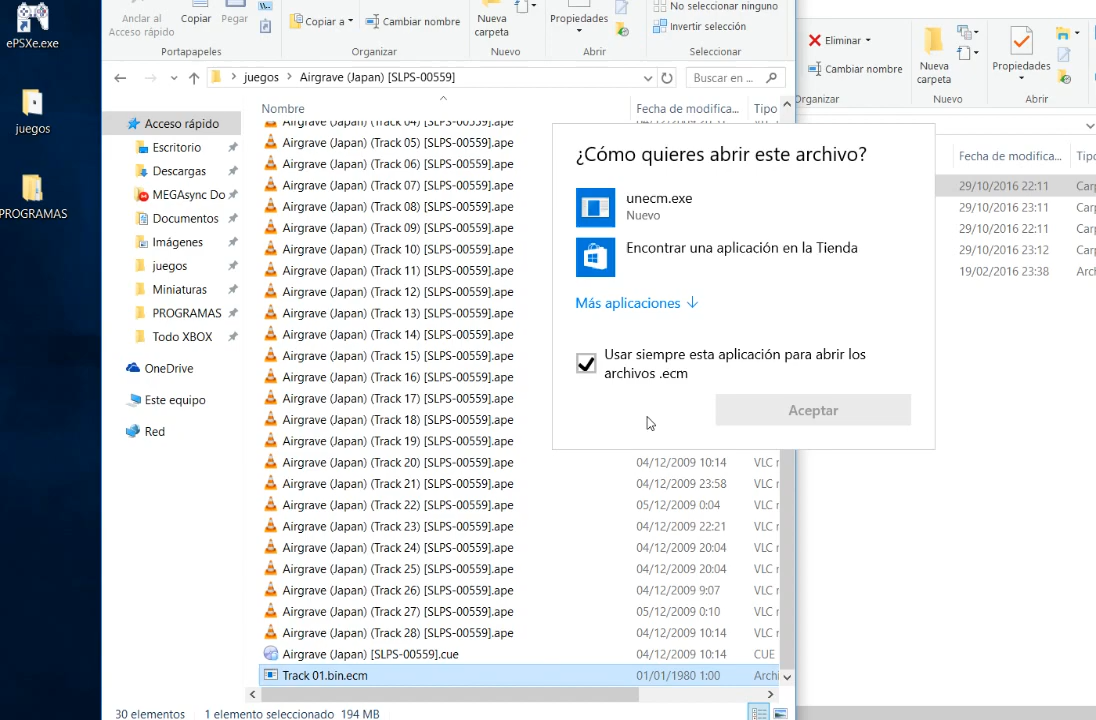 ePSXe.exe
juegos
PROGRAMAS
Anclar al
Acceso rápido
Copiar
Pegar
Portapapeles
Copiar a
Cambiar nombre
Organizar
Nueva
carpeta
Nuevo
Propiedades
Abrir
No seleccionar ninguno
Invertir selección
Seleccionar
Eliminar
Cambiar nombre
Organizar
Nueva
carpeta
Nuevo
Propiedades
Abrir
juegos > Airgrave (Japan) [SLPS-00559]
Buscar en ...
Nombre
Fecha de modifica...
Tipo
Acceso rápido
Escritorio
Descargas
MEGAsync Do
Documentos
Imágenes
juegos
Miniaturas
PROGRAMAS
Todo XBOX
OneDrive
Este equipo
Red
Airgrave (Japan) (Track 04) [SLPS-00559].ape
Airgrave (Japan) (Track 05) [SLPS-00559].ape
Airgrave (Japan) (Track 06) [SLPS-00559].ape
Airgrave (Japan) (Track 07) [SLPS-00559].ape
Airgrave (Japan) (Track 08) [SLPS-00559].ape
Airgrave (Japan) (Track 09) [SLPS-00559].ape
Airgrave (Japan) (Track 10) [SLPS-00559].ape
Airgrave (Japan) (Track 11) [SLPS-00559].ape
Airgrave (Japan) (Track 12) [SLPS-00559].ape
Airgrave (Japan) (Track 13) [SLPS-00559].ape
Airgrave (Japan) (Track 14) [SLPS-00559].ape
Airgrave (Japan) (Track 15) [SLPS-00559].ape
Airgrave (Japan) (Track 16) [SLPS-00559].ape
Airgrave (Japan) (Track 17) [SLPS-00559].ape
Airgrave (Japan) (Track 18) [SLPS-00559].ape
Airgrave (Japan) (Track 19) [SLPS-00559].ape
Airgrave (Japan) (Track 20) [SLPS-00559].ape 04/12/2009 10:14 VLC
Airgrave (Japan) (Track 21) [SLPS-00559].ape 04/12/2009 23:58 VLC
Airgrave (Japan) (Track 22) [SLPS-00559].ape 05/12/2009 0:04 VLC
Airgrave (Japan) (Track 23) [SLPS-00559].ape 04/12/2009 22:21 VLC
Airgrave (Japan) (Track 24) [SLPS-00559].ape 04/12/2009 20:04 VLC
Airgrave (Japan) (Track 25) [SLPS-00559].ape 04/12/2009 20:04 VLC
Airgrave (Japan) (Track 26) [SLPS-00559].ape 04/12/2009 9:07 VLC
Airgrave (Japan) (Track 27) [SLPS-00559].ape 05/12/2009 0:10 VLC
Airgrave (Japan) (Track 28) [SLPS-00559].ape 04/12/2009 10:14 VLC
Airgrave (Japan) [SLPS-00559].cue 04/12/2009 10:14 CUE
Track 01.bin.ecm 01/01/1980 1:00 Archi
30 elementos 1 elemento seleccionado 194 MB
¿Cómo quieres abrir este archivo?
unecm.exe
Nuevo
Encontrar una aplicación en la Tienda
Más aplicaciones
Usar siempre esta aplicación para abrir los
archivos .ecm
Aceptar
Fecha de modifica... Tipo
29/10/2016 22:11 Carp
29/10/2016 23:11 Carp
29/10/2016 22:11 Carp
29/10/2016 23:12 Carp
19/02/2016 23:38 Arch